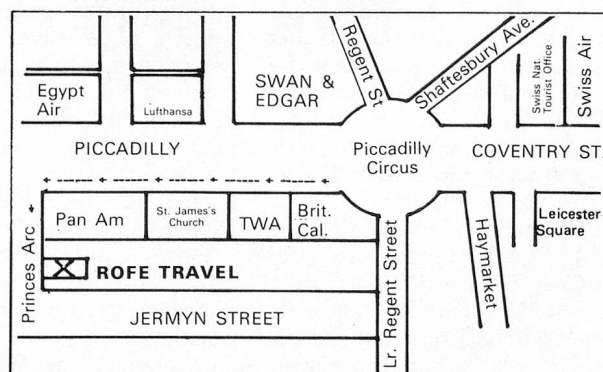 Regent St
Shaftesbury Ave.
Egypt
Air
Lufthansa
SWAN &
EDGAR
Swiss Nat.
Tourist Office
Swiss Air
PICCADILLY
Piccadilly
Circus
COVENTRY ST.
Princes Arc
Pan Am
St. James's
Church
TWA
Brit.
Cal.
Leicester
Square
Haymarket
Lr. Regent Street
ROFE TRAVEL
JERMYN STREET